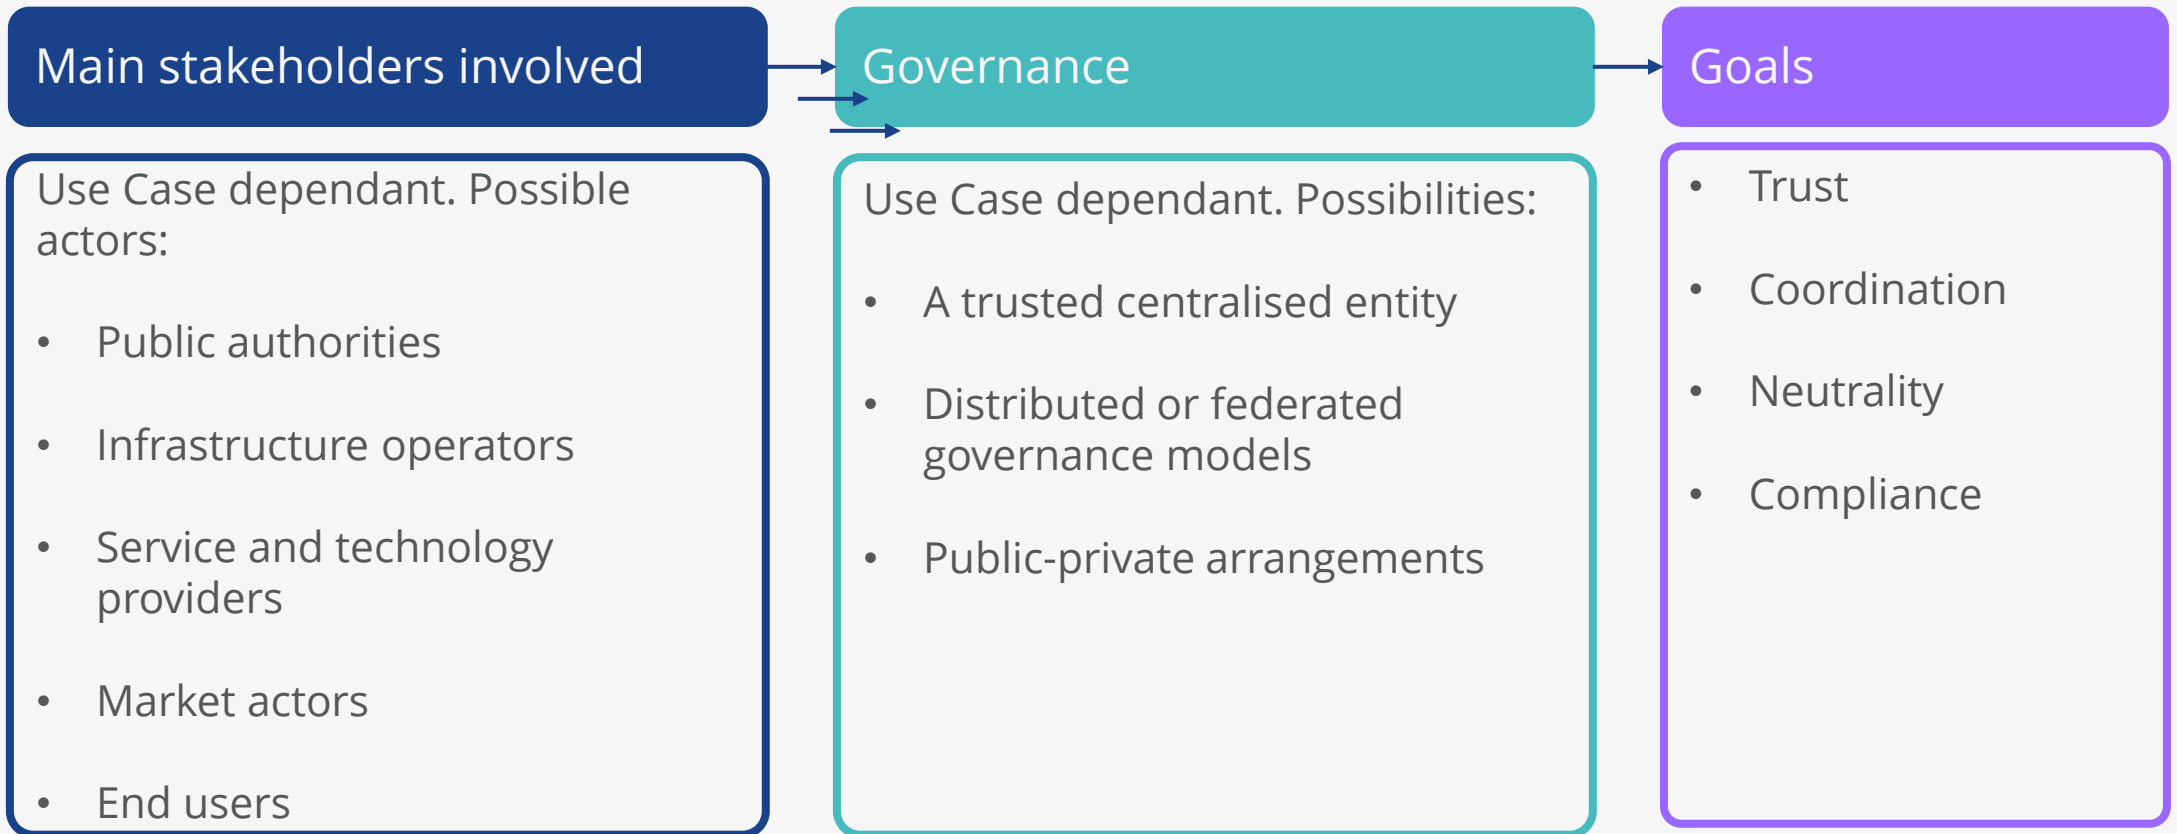 Main stakeholders involved
Use Case dependant. Possible
actors:
• Public authorities
• Infrastructure operators
• Service and technology
providers
• Market actors
• End users
Governance
Use Case dependant. Possibilities:
• A trusted centralised entity
• Distributed or federated
governance models
• Public-private arrangements
Goals
• Trust
• Coordination
• Neutrality
• Compliance